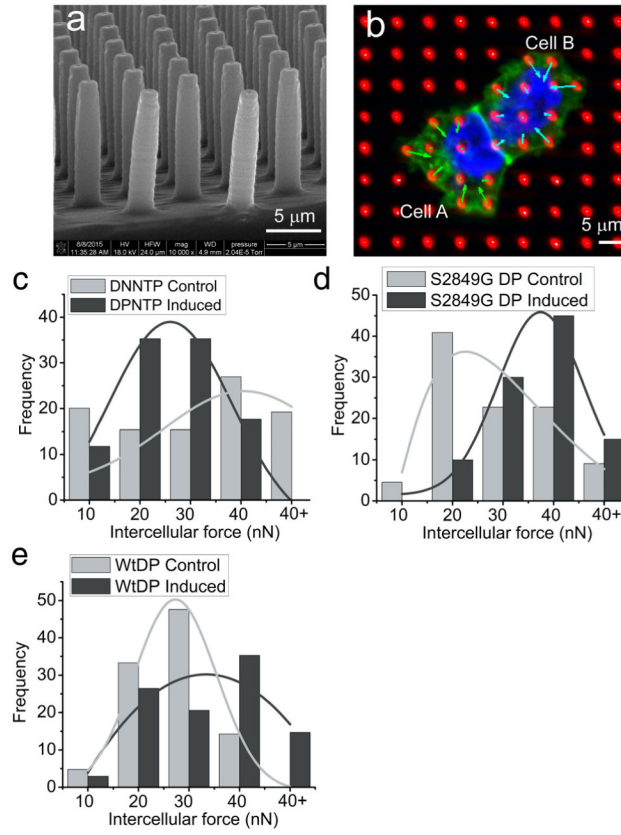 a
5 μm
6/8/2015 HV HFW mag WD pressure 5 μm
11:35:28 AM 18.0 kV 24.0 μm 10 000 x 4.9 mm 2.04E-5 Torr
b
Cell B
Cell A
5 μm
c
DNNTP Control
DPNTP Induced
Frequency
40
30
20
10
0
10 20 30 40 40+
Intercellular force (nN)
d
S2849G DP Control
S2849G DP Induced
Frequency
50
40
30
20
10
0
10 20 30 40 40+
Intercellular force (nN)
e
WtDP Control
WtDP Induced
Frequency
50
40
30
20
10
0
10 20 30 40 40+
Intercellular force (nN)